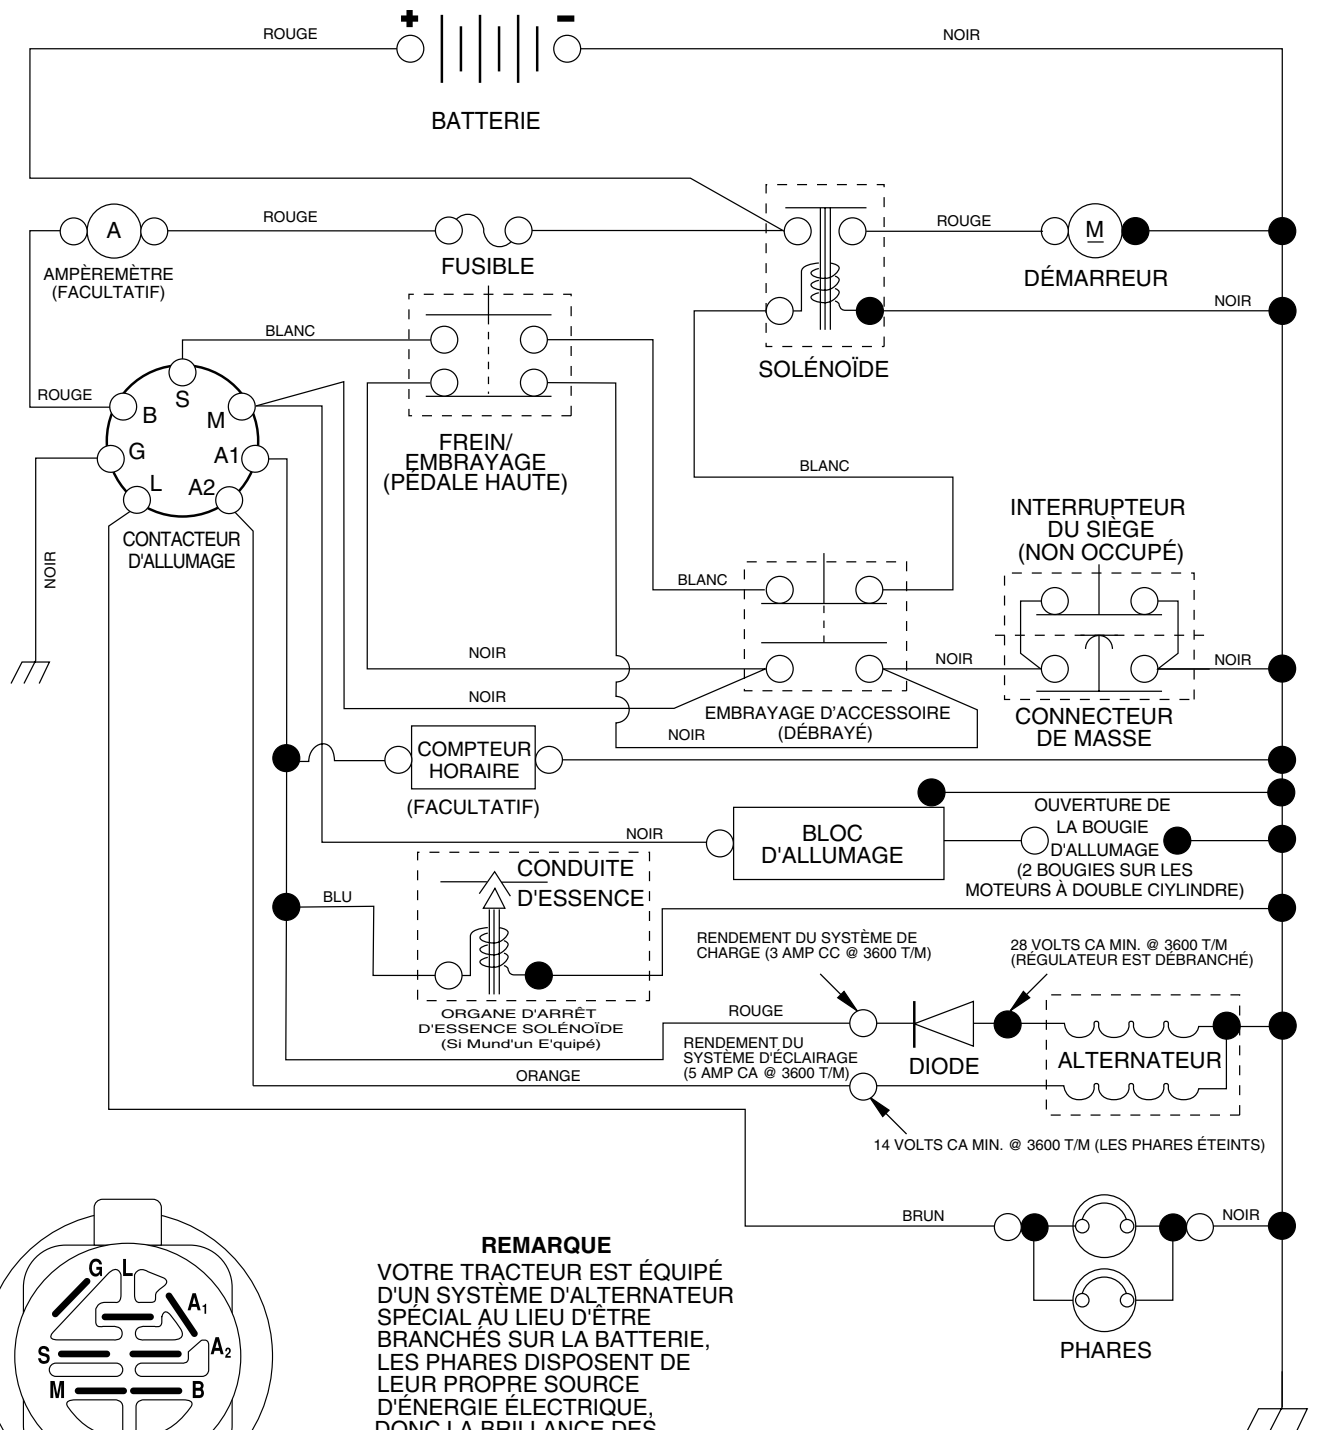 ROUGE
+
-
NOIR
BATTERIE
ROUGE
A
AMPÈREMÈTRE
(FACULTATIF)
FUSIBLE
ROUGE
M
DÉMARREUR
NOIR
SOLÉNOÏDE
BLANC
ROUGE
S
B
M
G
A1
L
A2
CONTACTEUR
D'ALLUMAGE
NOIR
FREIN/
EMBRAYAGE
(PÉDALE HAUTE)
BLANC
INTERRUPTEUR
DU SIÈGE
(NON OCCUPÉ)
BLANC
NOIR
NOIR
NOIR
NOIR
EMBRAYAGE D'ACCESSOIRE
(DÉBRAYÉ)
NOIR
CONNECTEUR
DE MASSE
COMPTEUR
HORAIRE
(FACULTATIF)
NOIR
BLOC
D'ALLUMAGE
OUVERTURE DE
LA BOUGIE
D'ALLUMAGE
(2 BOUGIES SUR LES
MOTEURS À DOUBLE CIYLINDRE)
CONDUITE
D'ESSENCE
BLU
ORGANE D'ARRÊT
D'ESSENCE SOLÉNOÏDE
(Si Mund'un E'quipé)
RENDEMENT DU SYSTÈME DE
CHARGE (3 AMP CC @ 3600 T/M)
28 VOLTS CA MIN. @ 3600 T/M
(RÉGULATEUR EST DÉBRANCHÉ)
ROUGE
RENDEMENT DU
SYSTÈME D'ÉCLAIRAGE
(5 AMP CA @ 3600 T/M)
DIODE
ALTERNATEUR
ORANGE
14 VOLTS CA MIN. @ 3600 T/M (LES PHARES ÉTEINTS)
BRUN
NOIR
PHARES
G
L
A1
S
A2
M
B
REMARQUE
VOTRE TRACTEUR EST ÉQUIPÉ
D'UN SYSTÈME D'ALTERNATEUR
SPÉCIAL AU LIEU D'ÊTRE
BRANCHÉS SUR LA BATTERIE,
LES PHARES DISPOSENT DE
LEUR PROPRE SOURCE
D'ÉNERGIE ÉLECTRIQUE,
DONC LA BRILLANCE DES